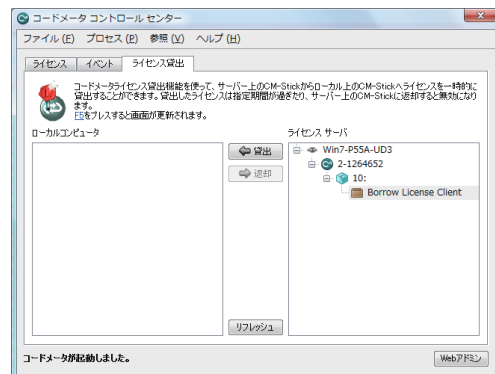 コードメータ コントロール センター
ファイル (F) プロセス (P) 参照 (V) ヘルプ (H)
ライセンス イベント ライセンス貸出
コードメータライセンス貸出機能を使って、サーバー上のCM-Stickからローカル上のCM-Stickへライセンスを一時的に
貸出することができます。貸出したライセンスは指定期間が過ぎたり、サーバー上のCM-Stickに返却すると無効になり
ます。
F5をプレスすると画面が更新されます。
ローカルコンピュータ
ライセンス サーバ
貸出
返却
Win7-P55A-UD3
2-1264652
10:
Borrow License Client
リフレッシュ
コードメータが起動しました。
Webアドミン